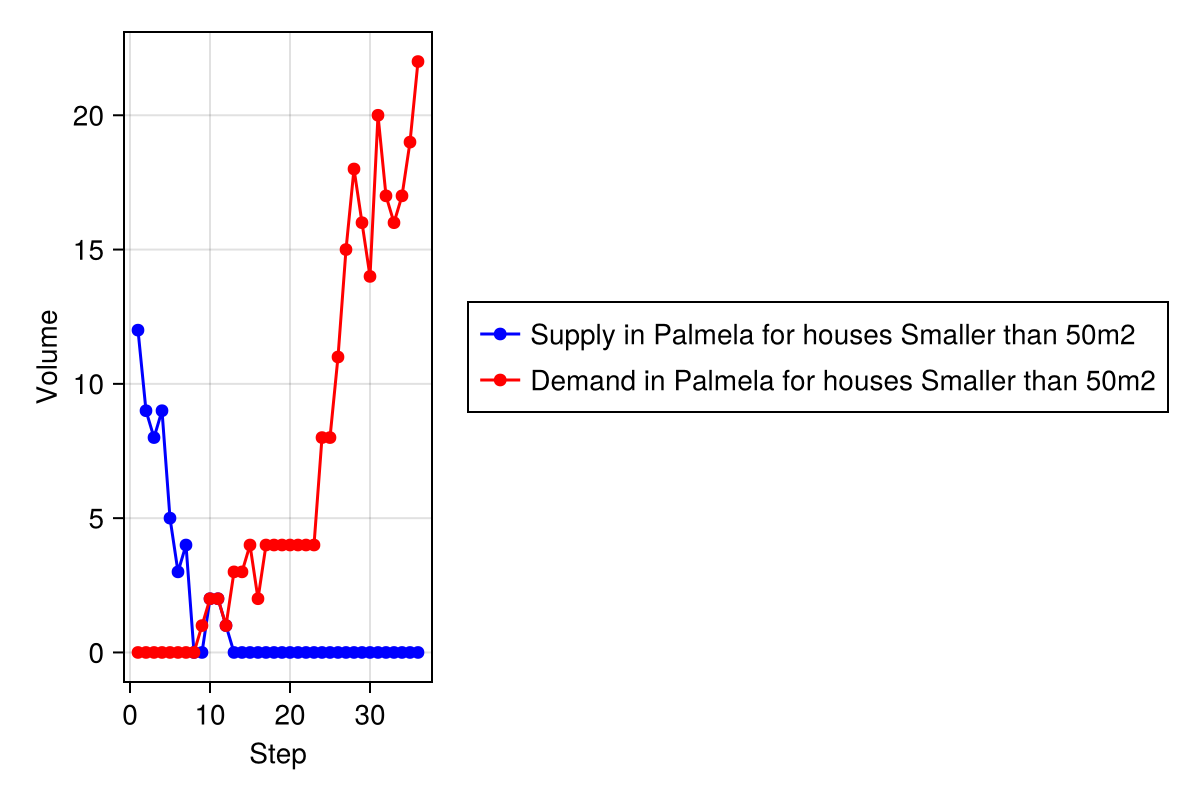 20
15
10
5
0
Volume
0 10 20 30
Step
Supply in Palmela for houses Smaller than 50m2
Demand in Palmela for houses Smaller than 50m2